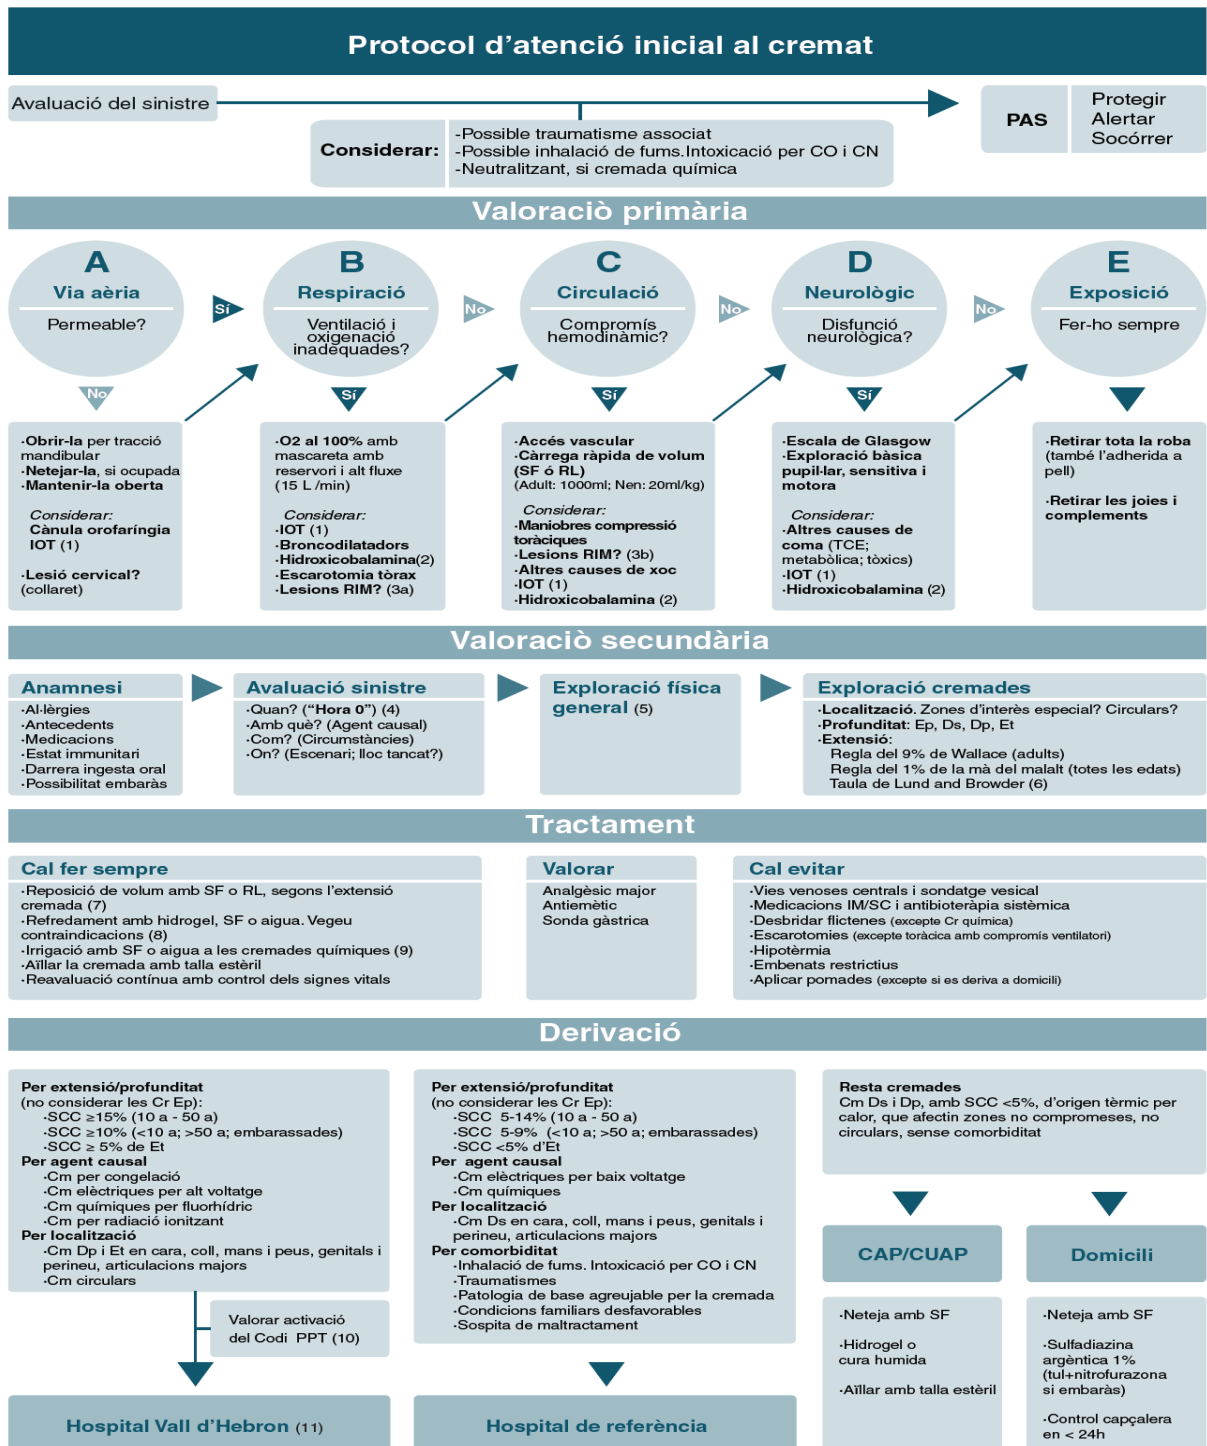 Protocol d'atenció inicial al cremat
Avaluació del sinistre
Considerar:
-Possible traumatisme associat
-Possible inhalació de fums.Intoxicació per CO i CN
-Neutralitzant, si cremada química
PAS
Protegir
Alertar
Socórrer
Valoraciò primària
A
Via aèria
Permeable?
Sí
B
Respiració
Ventilació i
oxigenació
inadequades?
No
C
Circulació
Compromís
hemodinàmic?
No
D
Neurològic
Disfunció
neurològica?
No
E
Exposició
Fer-ho sempre
No
Sí
Sí
Sí
·Obrir-la per tracció
mandibular
·Netejar-la, si ocupada
·Mantenir-la oberta
Considerar:
Cànula orofaríngia
IOT (1)
·Lesió cervical?
(collaret)
·O2 al 100% amb
mascareta amb
reservori i alt fluxe
(15 L /min)
Considerar:
·IOT (1)
·Broncodilatadors
·Hidroxicobalamina(2)
·Escarotomia tòrax
·Lesions RIM? (3a)
·Accés vascular
·Càrrega ràpida de volum
(SF ó RL)
(Adult: 1000ml; Nen: 20ml/kg)
Considerar:
·Maniobres compressió
toràciques
·Lesions RIM? (3b)
·Altres causes de xoc
·IOT (1)
·Hidroxicobalamina (2)
·Escala de Glasgow
·Exploració bàsica
pupil·lar, sensitiva i
motora
Considerar:
·Altres causes de
coma (TCE;
metabòlica; tòxics)
·IOT (1)
·Hidroxicobalamina (2)
·Retirar tota la roba
(també l'adherida a
pell)
·Retirar les joies i
complements
Valoraciò secundària
Anamnesi
·Al·lèrgies
·Antecedents
·Medicacions
·Estat immunitari
·Darrera ingesta oral
·Possibilitat embaràs
Avaluació sinistre
·Quan? ("Hora 0") (4)
·Amb què? (Agent causal)
·Com? (Circumstàncies)
·On? (Escenari; lloc tancat?)
Exploració física
general (5)
Exploració cremades
·Localització. Zones d'interès especial? Circulars?
·Profunditat: Ep, Ds, Dp, Et
·Extensió:
Regla del 9% de Wallace (adults)
Regla del 1% de la mà del malalt (totes les edats)
Taula de Lund and Browder (6)
Tractament
Cal fer sempre
·Reposició de volum amb SF o RL, segons l'extensió
cremada (7)
·Refredament amb hidrogel, SF o aigua. Vegeu
contraindicacions (8)
·Irrigació amb SF o aigua a les cremades químiques (9)
·Aïllar la cremada amb talla estèril
·Reavaluació contínua amb control dels signes vitals
Valorar
Analgèsic major
Antiemètic
Sonda gàstrica
Cal evitar
·Vies venoses centrals i sondatge vesical
·Medicacions IM/SC i antibioteràpia sistèmica
·Desbridar flictenes (excepte Cr química)
·Escarotomies (excepte toràcica amb compromís ventilatori)
·Hipotèrmia
·Embenats restrictius
·Aplicar pomades (excepte si es deriva a domicili)
Derivació
Per extensió/profunditat
(no considerar les Cr Ep):
·SCC ≥15% (10 a - 50 a)
·SCC ≥10% (<10 a; >50 a; embarassades)
·SCC ≥ 5% de Et
Per agent causal
·Cm per congelació
·Cm elèctriques per alt voltatge
·Cm químiques per fluorhídric
·Cm per radiació ionitzant
Per localització
·Cm Dp i Et en cara, coll, mans i peus, genitals i
perineu, articulacions majors
·Cm circulars
Valorar activació
del Codi PPT (10)
Hospital Vall d'Hebron (11)
Per extensió/profunditat
(no considerar les Cr Ep):
·SCC 5-14% (10 a - 50 a)
·SCC 5-9% (<10 a; >50 a; embarassades)
·SCC <5% d'Et
Per agent causal
·Cm elèctriques per baix voltatge
·Cm químiques
Per localització
·Cm Ds en cara, coll, mans i peus, genitals i
perineu, articulacions majors
Per comorbiditat
·Inhalació de fums. Intoxicació per CO i CN
·Traumatismes
·Patologia de base agreujable per la cremada
·Condicions familiars desfavorables
·Sospita de maltractament
Hospital de referència
Resta cremades
Cm Ds i Dp, amb SCC <5%, d'origen tèrmic per
calor, que afectin zones no compromeses, no
circulars, sense comorbiditat
CAP/CUAP
·Neteja amb SF
·Hidrogel o
cura humida
·Aïllar amb talla estèril
Domicili
·Neteja amb SF
·Sulfadiazina
argèntica 1%
(tul+nitrofurazona
si embaràs)
·Control capçalera
en < 24h